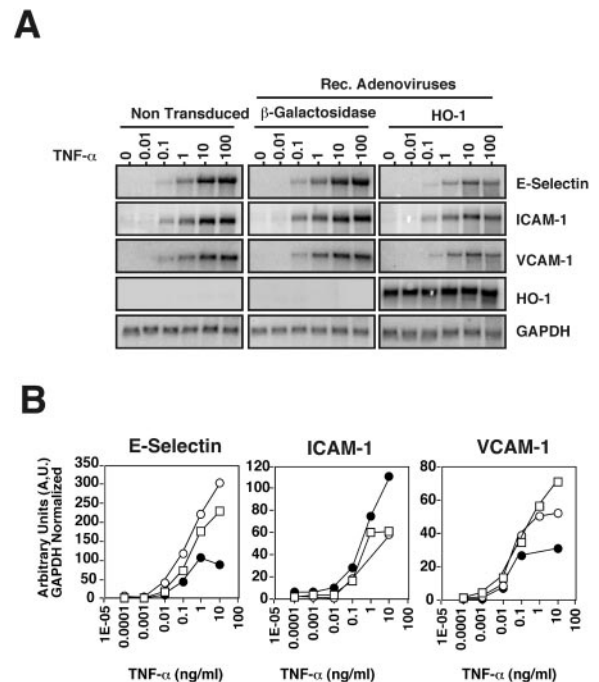 A
Rec. Adenoviruses
Non Transduced β-Galactosidase HO-1
TNF-α 0 0.01 0.1 1 10 100 0 0.01 0.1 1 10 100 0 0.01 0.1 1 10 100
E-Selectin
ICAM-1
VCAM-1
HO-1
GAPDH
B
E-Selectin ICAM-1 VCAM-1
Arbitrary Units (A,U.)
GAPDH Normalized
350
300
250
200
150
100
50
0
120
100
80
60
40
20
0
80
60
40
20
0
1E-05 0.0001 0.001 0.01 0.1 1 10 100
1E-05 0.0001 0.001 0.01 0.1 1 10 100
1E-05 0.0001 0.001 0.01 0.1 1 10 100
TNF-α (ng/ml) TNF-α (ng/ml) TNF-α (ng/ml)